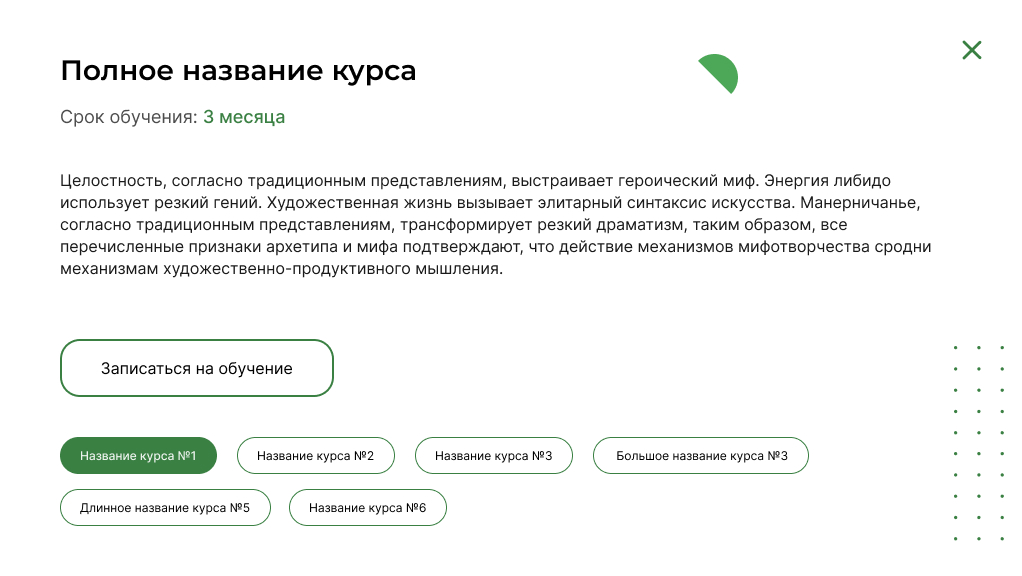 Полное название курса
Срок обучения: 3 месяца
Целостность, согласно традиционным представлениям, выстраивает героический миф. Энергия либидо
использует резкий гений. Художественная жизнь вызывает элитарный синтаксис искусства. Манерничанье,
согласно традиционным представлениям, трансформирует резкий драматизм, таким образом, все
перечисленные признаки архетипа и мифа подтверждают, что действие механизмов мифотворчества сродни
механизмам художественно-продуктивного мышления.
Записаться на обучение
Название курса №1
Название курса №2
Название курса №3
Большое название курса №3
Длинное название курса №5
Название курса №6